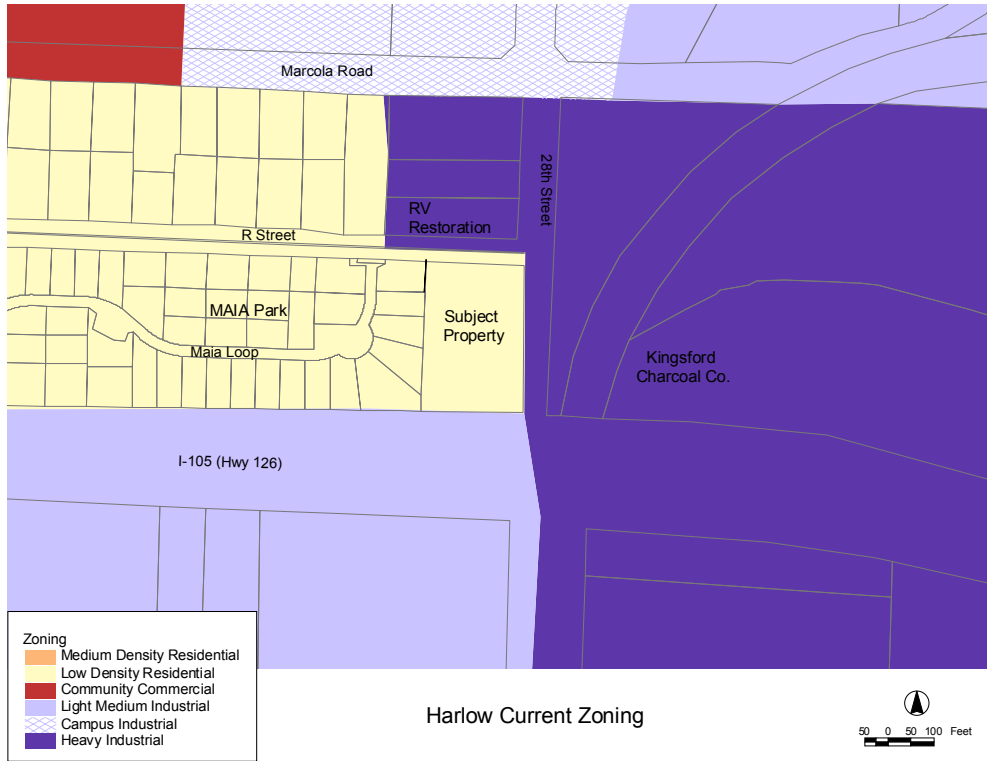 Marcola Road
28th Street
RV
Restoration
R Street
MAIA Park
Subject
Property
Maia Loop
Kingsford
Charcoal Co.
I-105 (Hwy 126)
Zoning
Medium Density Residential
Low Density Residential
Community Commercial
Light Medium Industrial
Campus Industrial
Heavy Industrial
Harlow Current Zoning
50 0 50 100 Feet